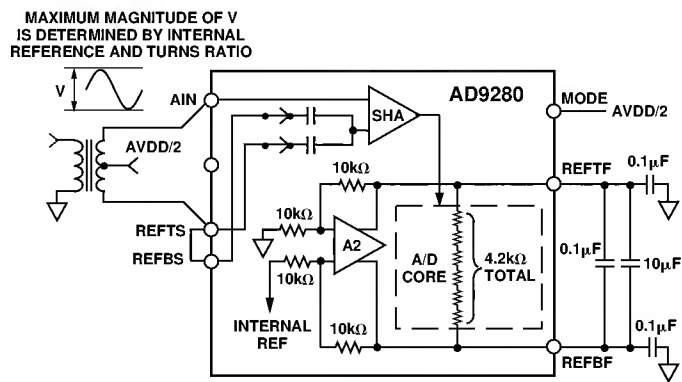 MAXIMUM MAGNITUDE OF V
IS DETERMINED BY INTERNAL
REFERENCE AND TURNS RATIO
V
AIN
SHA
AD9280
MODE
AVDD/2
AVDD/2
10kΩ
REFTF
0.1µF
REFTS
10kΩ
A2
A/D
CORE
4.2kΩ
TOTAL
0.1µF
10µF
REFBS
10kΩ
INTERNAL
REF
10kΩ
0.1µF
REFBF